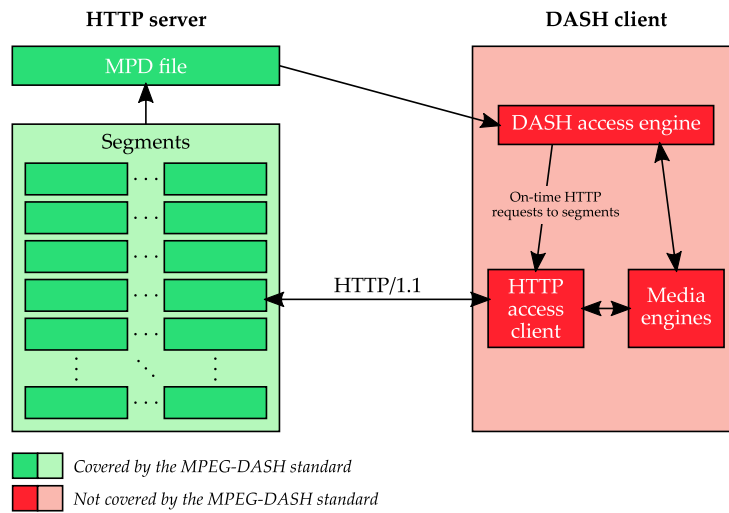 HTTP server
DASH client
MPD file
DASH access engine
Segments
On-time HTTP
requests to segments
HTTP/1.1
HTTP
access
client
Media
engines
Covered by the MPEG-DASH standard
Not covered by the MPEG-DASH standard